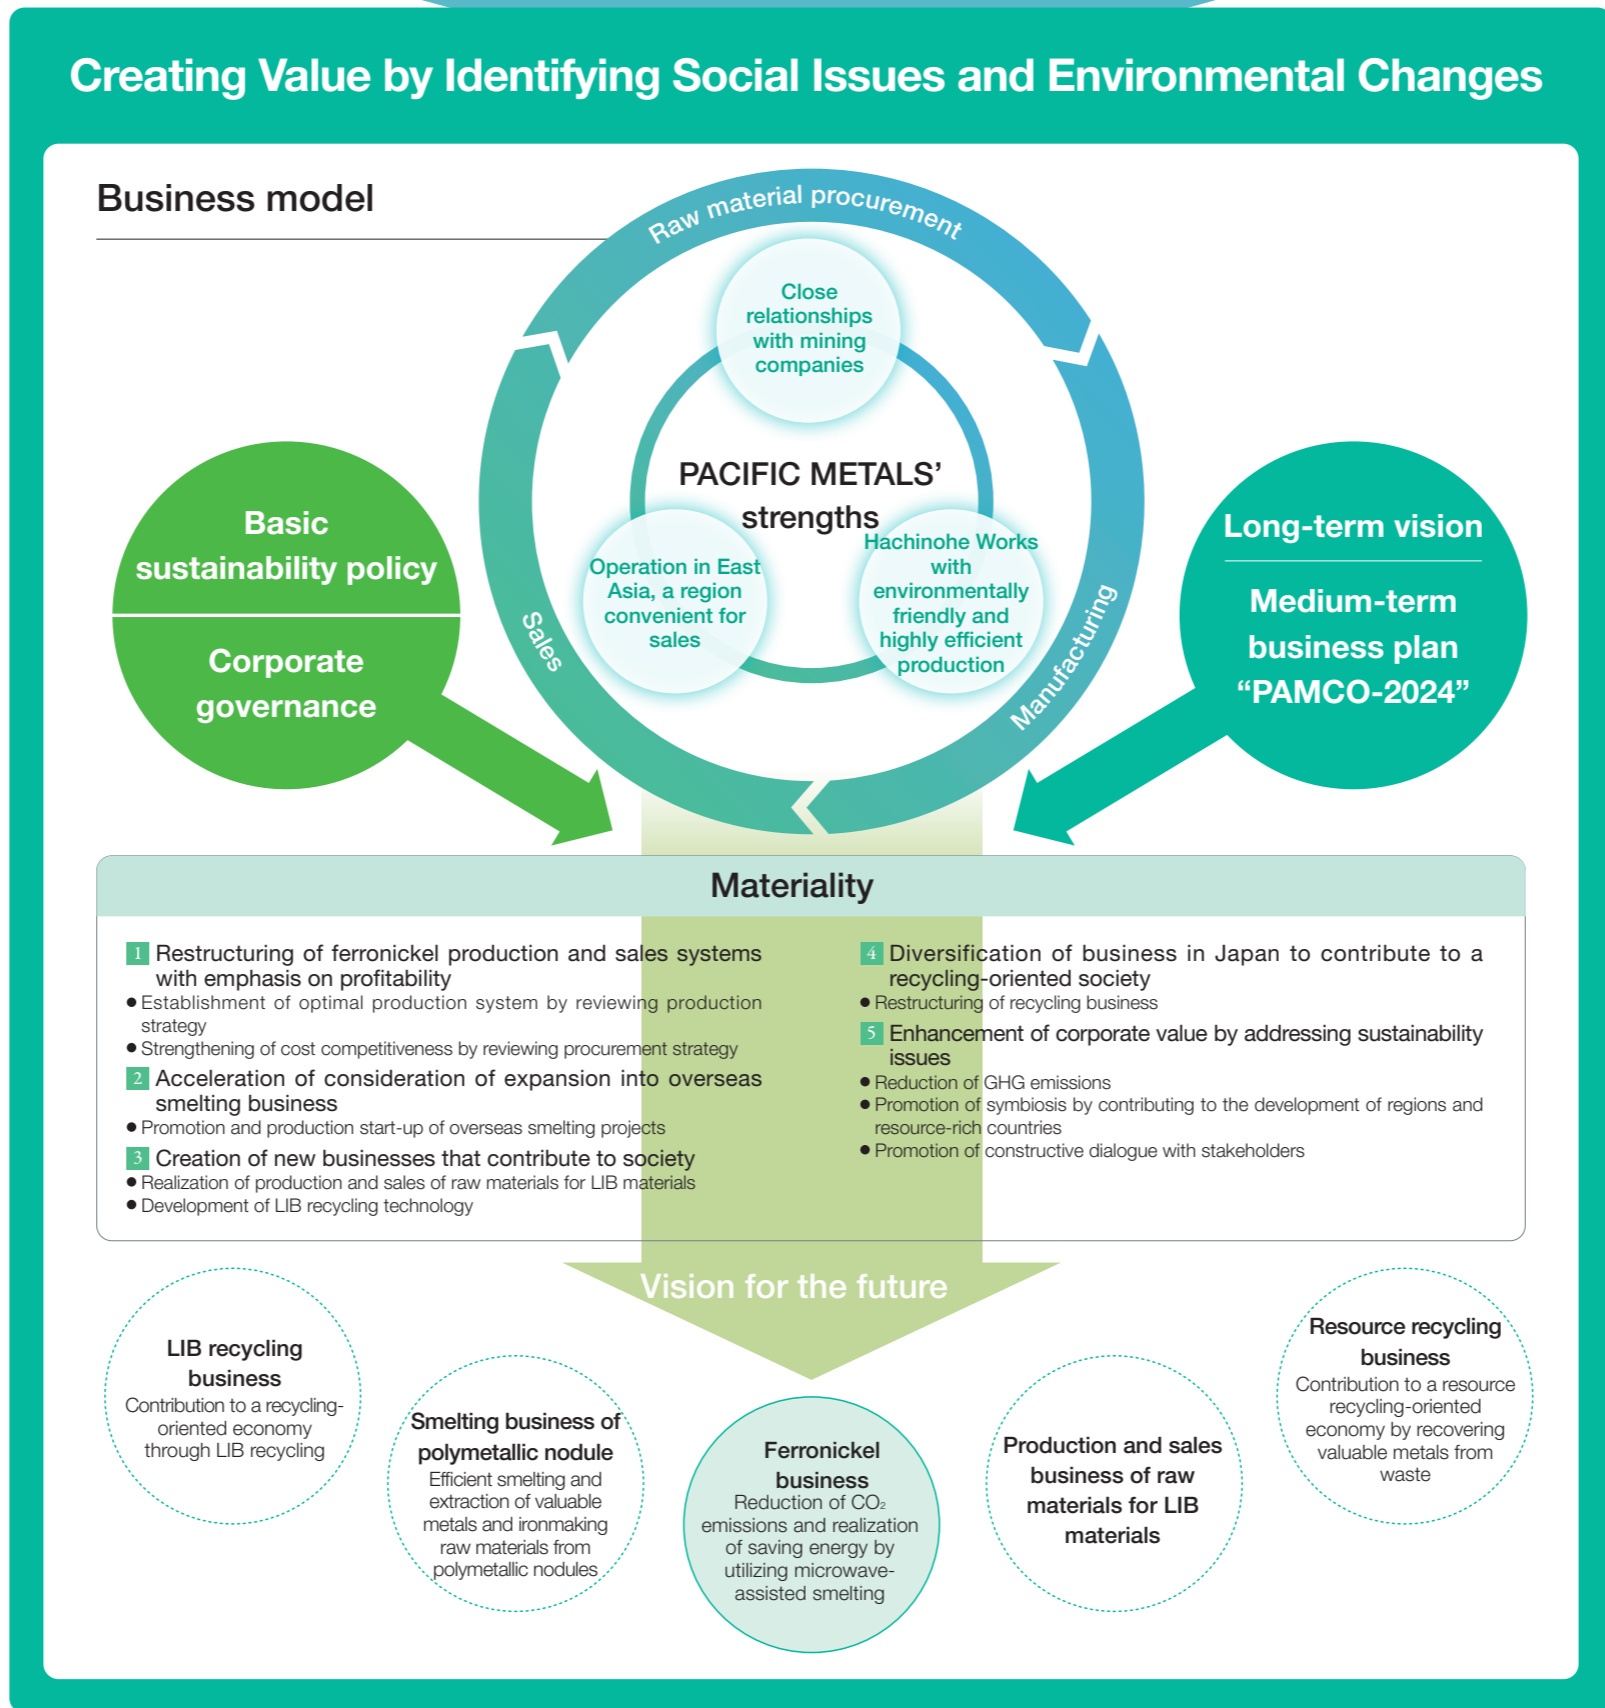 Creating Value by Identifying Social Issues and Environmental Changes
Business model
Raw material procurement
Manufacturing
Sales
Close
relationships
with mining
companies
PACIFIC METALS’
strengths
Operation in East
Asia, a region
convenient for
sales
Hachinohe Works
with
environmentally
friendly and
highly efficient
production
Basic
sustainability policy
Corporate
governance
Long-term vision
Medium-term
business plan
“PAMCO-2024”
Materiality
1 Restructuring of ferronickel production and sales systems
with emphasis on profitability
● Establishment of optimal production system by reviewing production
strategy
● Strengthening of cost competitiveness by reviewing procurement strategy
2 Acceleration of consideration of expansion into overseas
smelting business
● Promotion and production start-up of overseas smelting projects
3 Creation of new businesses that contribute to society
● Realization of production and sales of raw materials for LIB materials
● Development of LIB recycling technology
4 Diversification of business in Japan to contribute to a
recycling-oriented society
● Restructuring of recycling business
5 Enhancement of corporate value by addressing sustainability
issues
● Reduction of GHG emissions
● Promotion of symbiosis by contributing to the development of regions and
resource-rich countries
● Promotion of constructive dialogue with stakeholders
Vision for the future
LIB recycling
business
Contribution to a recycling-
oriented economy
through LIB recycling
Smelting business of
polymetallic nodule
Efficient smelting and
extraction of valuable
metals and ironmaking
raw materials from
polymetallic nodules
Ferronickel
business
Reduction of CO₂
emissions and realization
of saving energy by
utilizing microwave-
assisted smelting
Production and sales
business of raw
materials for LIB
materials
Resource recycling
business
Contribution to a resource
recycling-oriented
economy by recovering
valuable metals from
waste